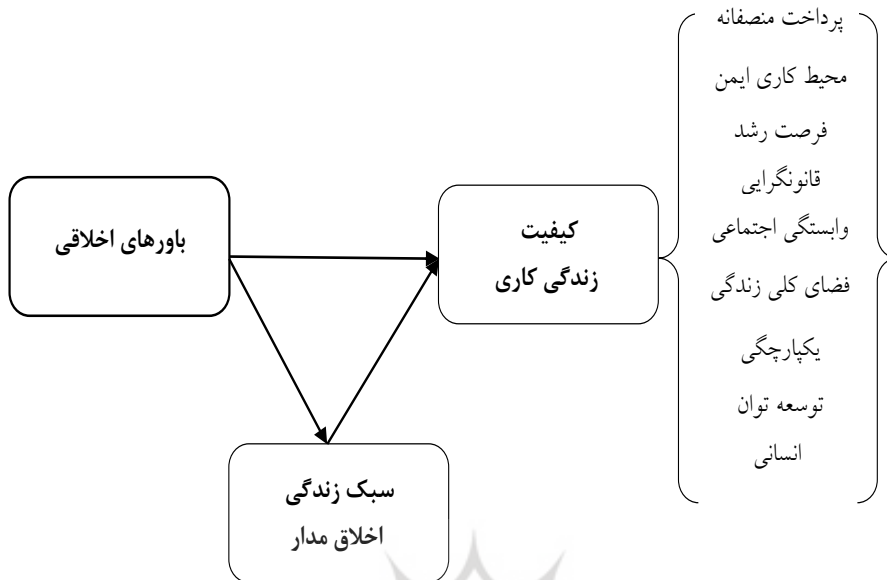 باورهای اخلاقی
کیفیت
زندگی کاری
سبک زندگی
اخلاق مدار
پرداخت منصفانه
محیط کاری ایمن
فرصت رشد
قانونگرایی
وابستگی اجتماعی
فضای کلی زندگی
یکپارچگی
توسعه توان
انسانی